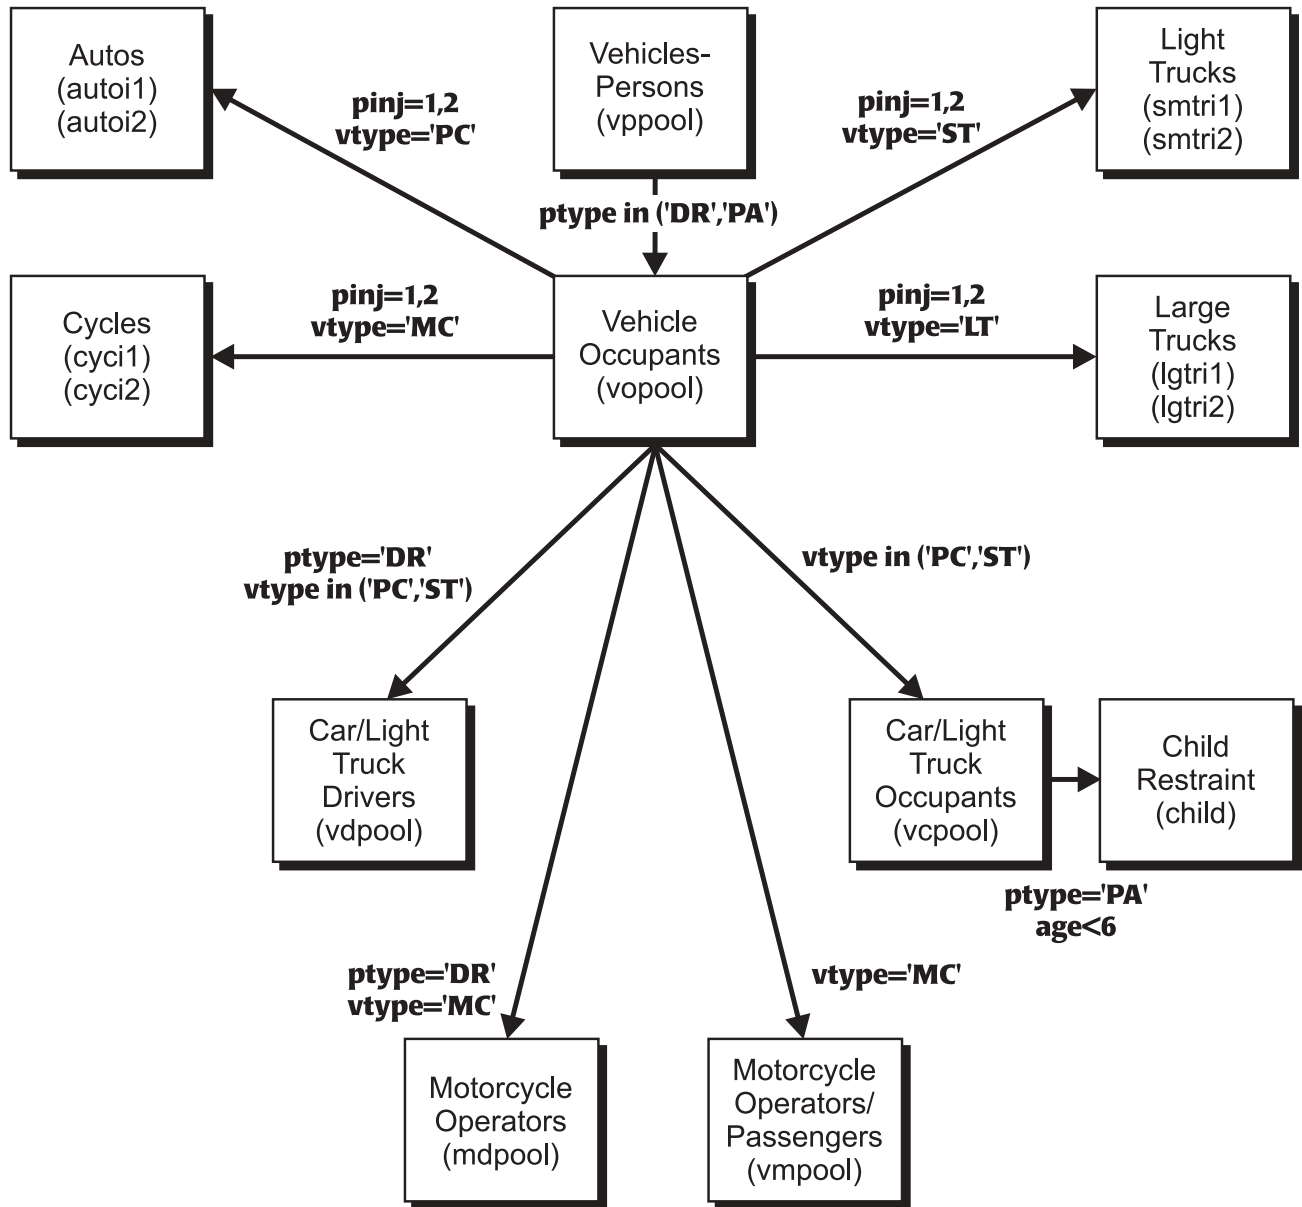 Autos
(autoi1)
(autoi2)
pinj=1,2
vtype='PC'
Vehicles-
Persons
(vppool)
pinj=1,2
vtype='ST'
Light
Trucks
(smtri1)
(smtri2)
ptype in ('DR','PA')
Cycles
(cyci1)
(cyci2)
pinj=1,2
vtype='MC'
Vehicle
Occupants
(vopool)
pinj=1,2
vtype='LT'
Large
Trucks
(lgtri1)
(lgtri2)
ptype='DR'
vtype in ('PC','ST')
vtype in ('PC','ST')
Car/Light
Truck
Drivers
(vdpool)
Car/Light
Truck
Occupants
(vcpool)
Child
Restraint
(child)
ptype='PA'
age<6
ptype='DR'
vtype='MC'
vtype='MC'
Motorcycle
Operators
(mdpool)
Motorcycle
Operators/
Passengers
(vmpool)